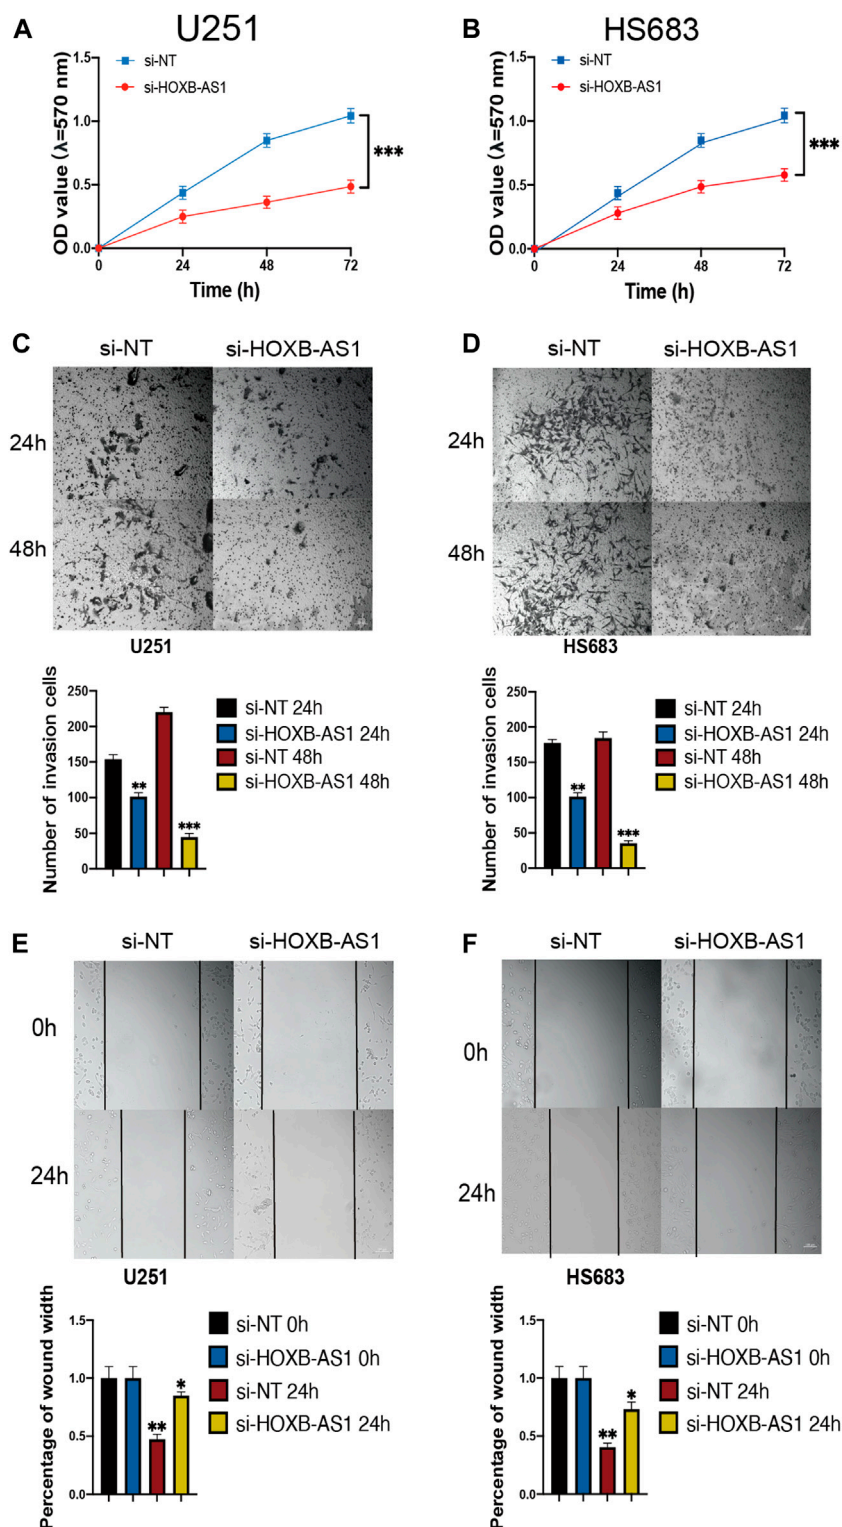 A
U251
OD value (λ=570 nm)
1.5
1.0
0.5
0.0
si-NT
si-HOXB-AS1
***
0
24
48
72
Time (h)
B
HS683
OD value (λ=570 nm)
1.5
1.0
0.5
0.0
si-NT
si-HOXB-AS1
***
0
24
48
72
Time (h)
C
si-NT
si-HOXB-AS1
24h
48h
U251
Number of invasion cells
250
200
150
100
50
0
**
***
si-NT 24h
si-HOXB-AS1 24h
si-NT 48h
si-HOXB-AS1 48h
D
si-NT
si-HOXB-AS1
24h
48h
HS683
Number of invasion cells
250
200
150
100
50
0
**
***
si-NT 24h
si-HOXB-AS1 24h
si-NT 48h
si-HOXB-AS1 48h
E
si-NT
si-HOXB-AS1
0h
24h
U251
Percentage of wound width
1.5
1.0
0.5
0.0
**
*
si-NT 0h
si-HOXB-AS1 0h
si-NT 24h
si-HOXB-AS1 24h
F
si-NT
si-HOXB-AS1
0h
24h
HS683
Percentage of wound width
1.5
1.0
0.5
0.0
**
*
si-NT 0h
si-HOXB-AS1 0h
si-NT 24h
si-HOXB-AS1 24h